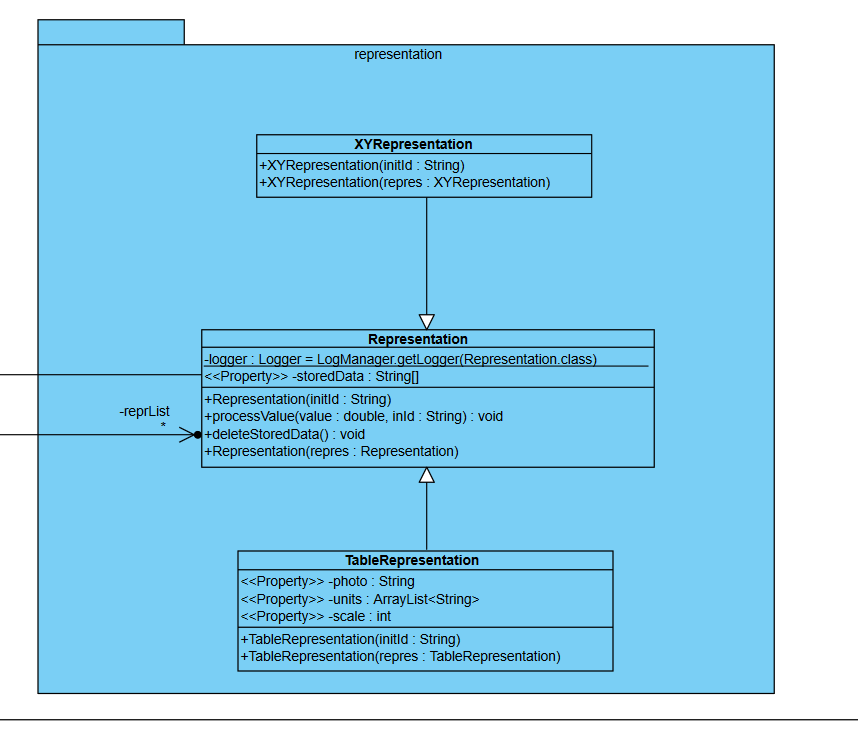 representation
XYRepresentation
+XYRepresentation(initId : String)
+XYRepresentation(repres : XYRepresentation)
Representation
-logger : Logger = LogManager.getLogger(Representation.class)
<<Property>> -storedData : String[]
+Representation(initId : String)
+processValue(value : double, inId : String) : void
+deleteStoredData() : void
+Representation(repres : Representation)
-reprList
*
TableRepresentation
<<Property>> -photo : String
<<Property>> -units : ArrayList<String>
<<Property>> -scale : int
+TableRepresentation(initId : String)
+TableRepresentation(repres : TableRepresentation)